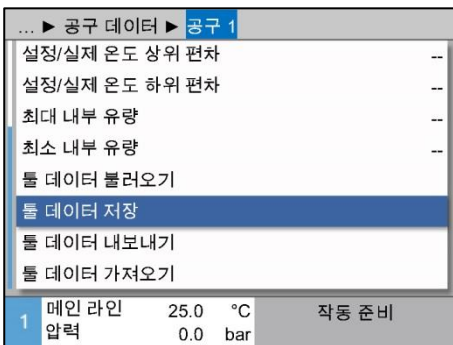 ... ▶ 공구 데이터 ▶ 공구 1
설정/실제 온도 상위 편차 --
설정/실제 온도 하위 편차 --
최대 내부 유량 --
최소 내부 유량 --
툴 데이터 불러오기
툴 데이터 저장
툴 데이터 내보내기
툴 데이터 가져오기
1 메인 라인 25.0 °C 작동 준비
압력 0.0 bar